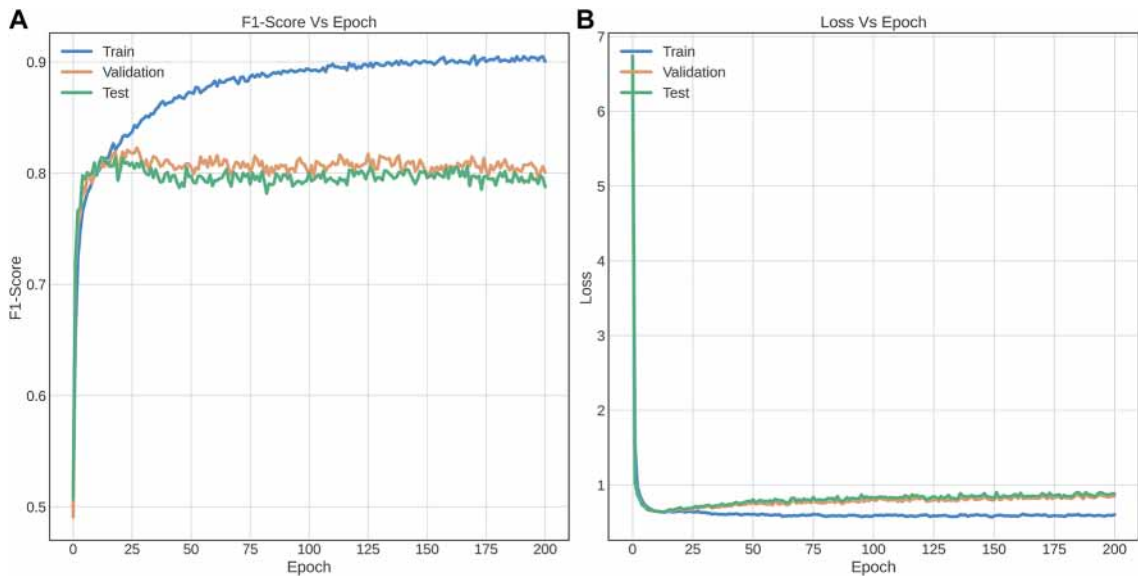 A
F1-Score Vs Epoch
Train
Validation
Test
0.9
0.8
0.7
0.6
0.5
F1-Score
0 25 50 75 100 125 150 175 200
Epoch
B
Loss Vs Epoch
Train
Validation
Test
7
6
5
4
3
2
1
Loss
0 25 50 75 100 125 150 175 200
Epoch